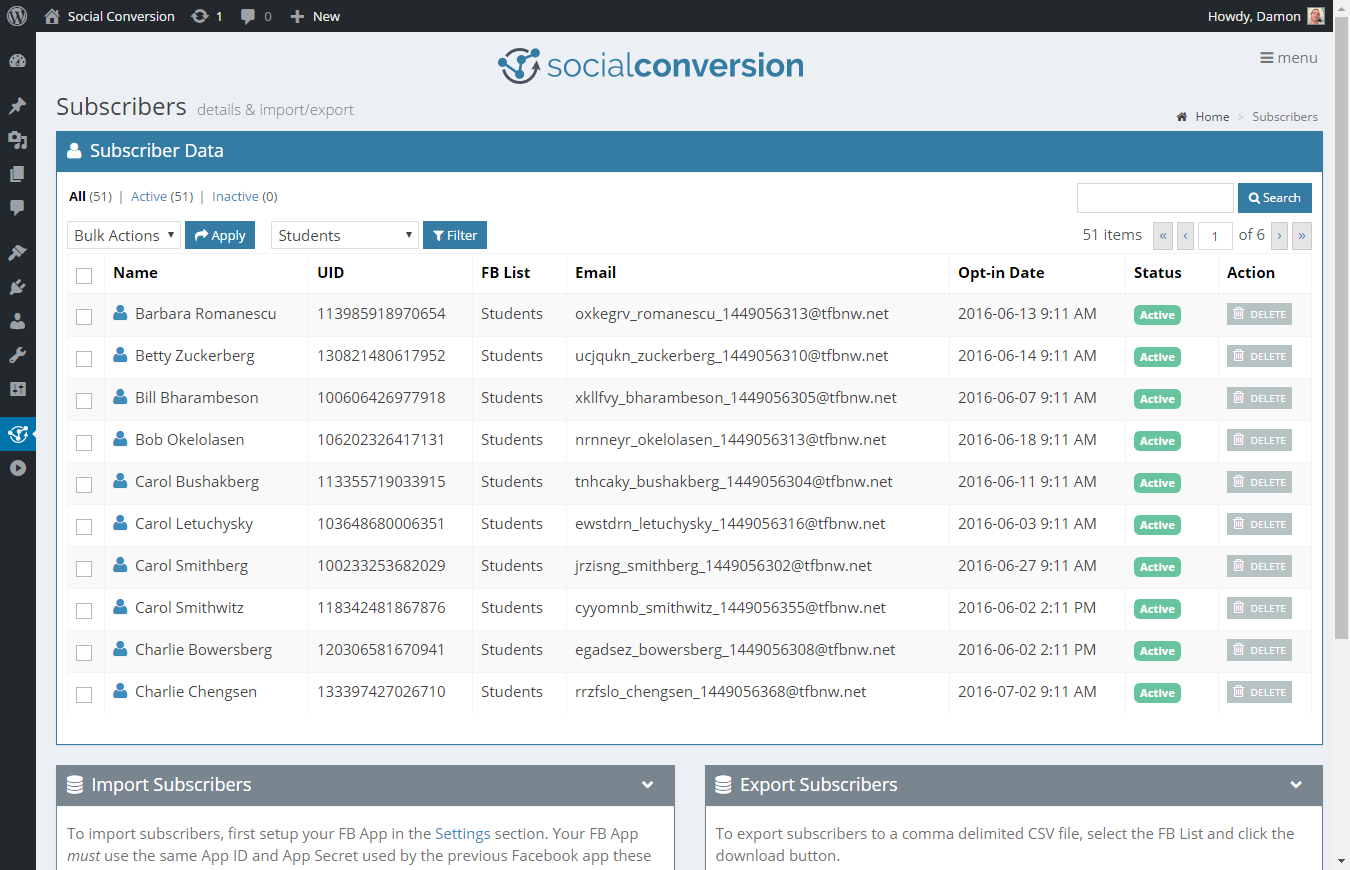 Social Conversion 1 0 New Howdy, Damon
socialconversion
menu
Subscribers details & import/export
Home > Subscribers
Subscriber Data
All (51) | Active (51) | Inactive (0)
Search
Bulk Actions Apply Students Filter
51 items « ‹ 1 of 6 › »
Name UID FB List Email Opt-in Date Status Action
Barbara Romanescu 113985918970654 Students oxkegrv_romanescu_1449056313@tfbnw.net 2016-06-13 9:11 AM Active DELETE
Betty Zuckerberg 130821480617952 Students ucjqukn_zuckerberg_1449056310@tfbnw.net 2016-06-14 9:11 AM Active DELETE
Bill Bharambeson 100606426977918 Students xkllfvy_bharambeson_1449056305@tfbnw.net 2016-06-07 9:11 AM Active DELETE
Bob Okelolasen 106202326417131 Students nrnneyr_okelolasen_1449056313@tfbnw.net 2016-06-18 9:11 AM Active DELETE
Carol Bushakberg 113355719033915 Students tnhcaky_bushakberg_1449056304@tfbnw.net 2016-06-11 9:11 AM Active DELETE
Carol Letuchysky 103648680006351 Students ewstdrn_letuchysky_1449056316@tfbnw.net 2016-06-03 9:11 AM Active DELETE
Carol Smithberg 100233253682029 Students jrzisng_smithberg_1449056302@tfbnw.net 2016-06-27 9:11 AM Active DELETE
Carol Smithwitz 118342481867876 Students cyyomnb_smithwitz_1449056355@tfbnw.net 2016-06-02 2:11 PM Active DELETE
Charlie Bowersberg 120306581670941 Students egadsez_bowersberg_1449056308@tfbnw.net 2016-06-02 2:11 PM Active DELETE
Charlie Chengsen 133397427026710 Students rrzfslo_chengsen_1449056368@tfbnw.net 2016-07-02 9:11 AM Active DELETE
Import Subscribers
To import subscribers, first setup your FB App in the Settings section. Your FB App
must use the same App ID and App Secret used by the previous Facebook app these
Export Subscribers
To export subscribers to a comma delimited CSV file, select the FB List and click the
download button.